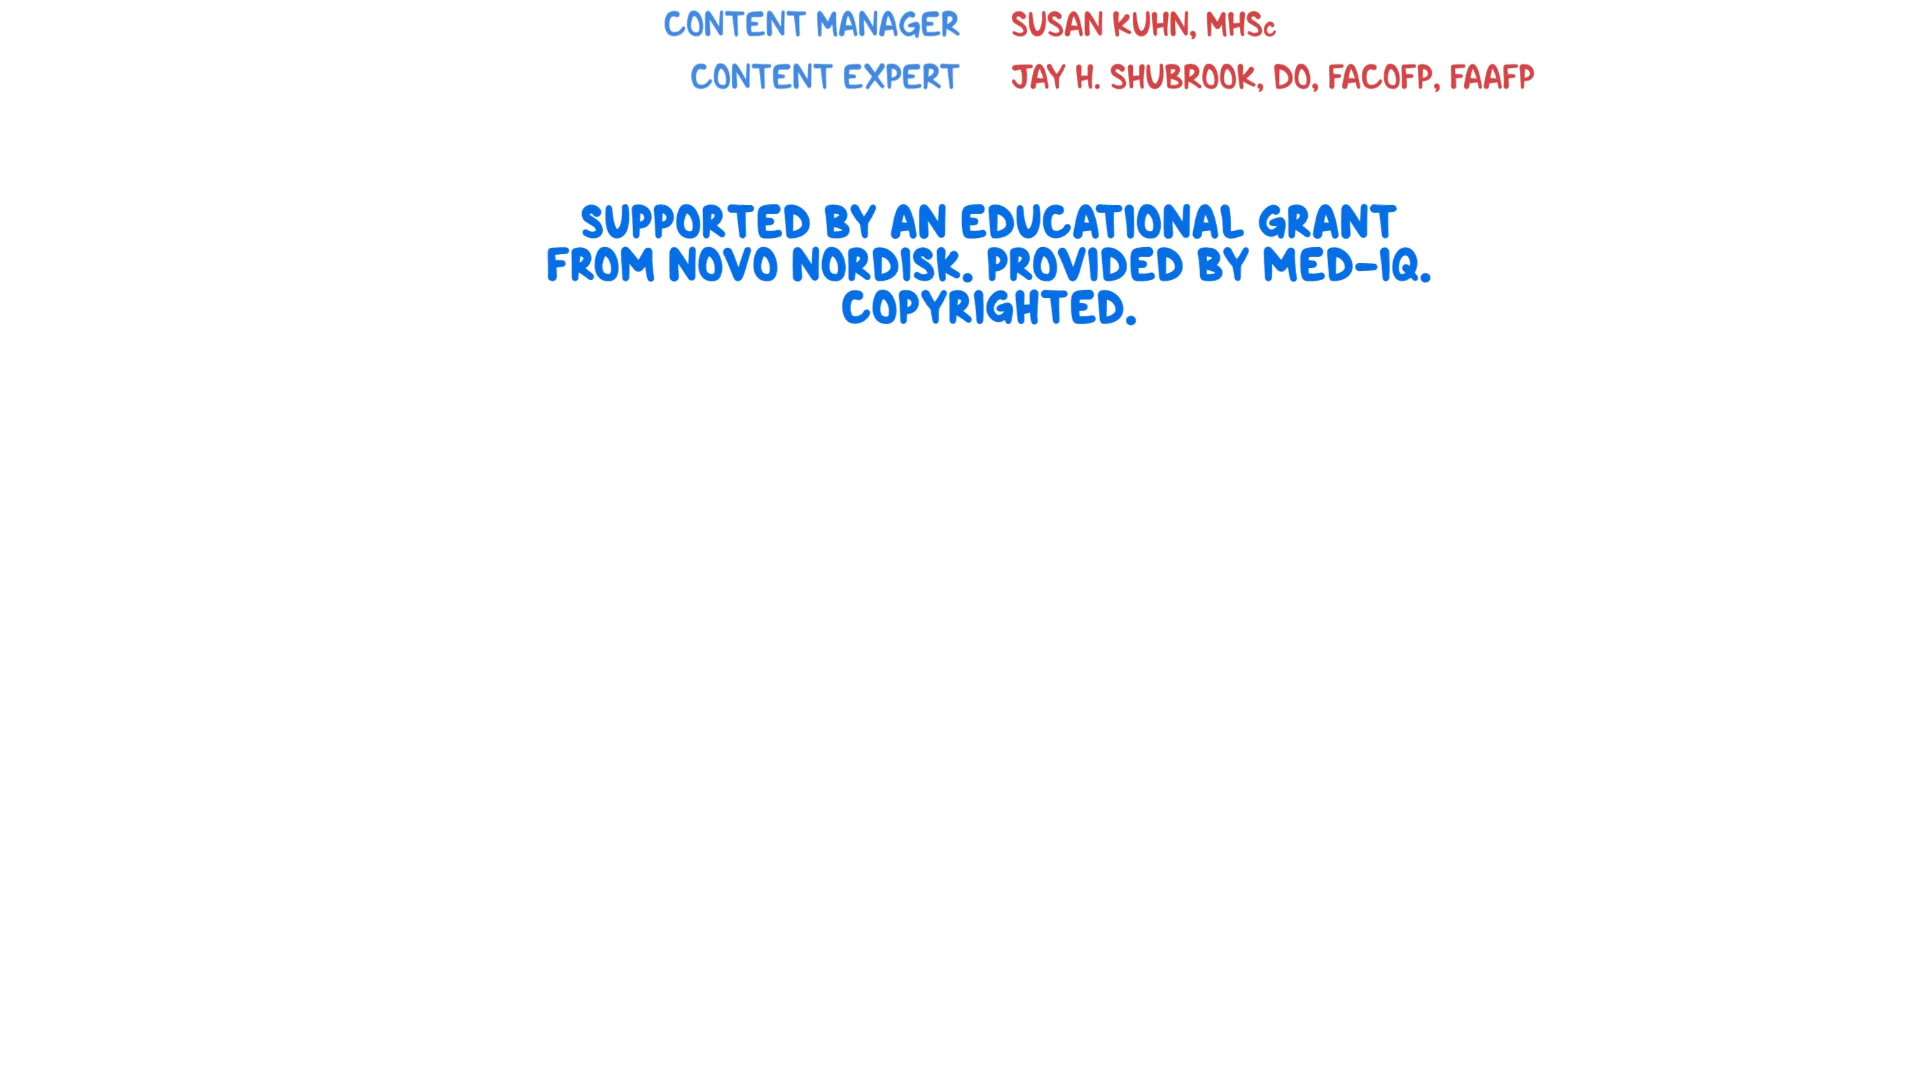 CONTENT MANAGER SUSAN KUHN, MHSc
CONTENT EXPERT JAY H. SHUBROOK, DO, FACOFP, FAAFP
SUPPORTED BY AN EDUCATIONAL GRANT
FROM NOVO NORDISK. PROVIDED BY MED-IQ.
COPYRIGHTED.